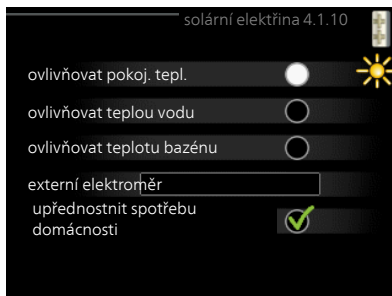 solární elektřina 4.1.10
ovlivňovat pokoj. tepl.
ovlivňovat teplou vodu
ovlivňovat teplotu bazénu
externí elektroměr
upřednostnit spotřebu
domácnosti